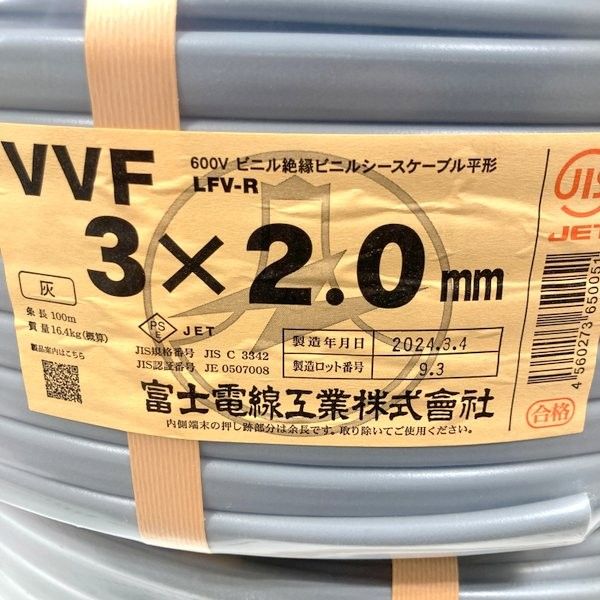 VVF
600V ビニル絶縁ビニルシースケーブル平形
LFV-R
3×2.0mm
JIS
JET
灰
条長 100m
質量 16.4kg(概算)
製品案内はこちら
PS
E
JET
JIS規格番号 JIS C 3342
JIS認証番号 JE 0507008
製造年月日 2024.3.4
製造ロット番号 9.3
富士電線工業株式會社
内側端末の押し跡部分は余長です。取り除いてご使用ください。
合格
4 560273 650051